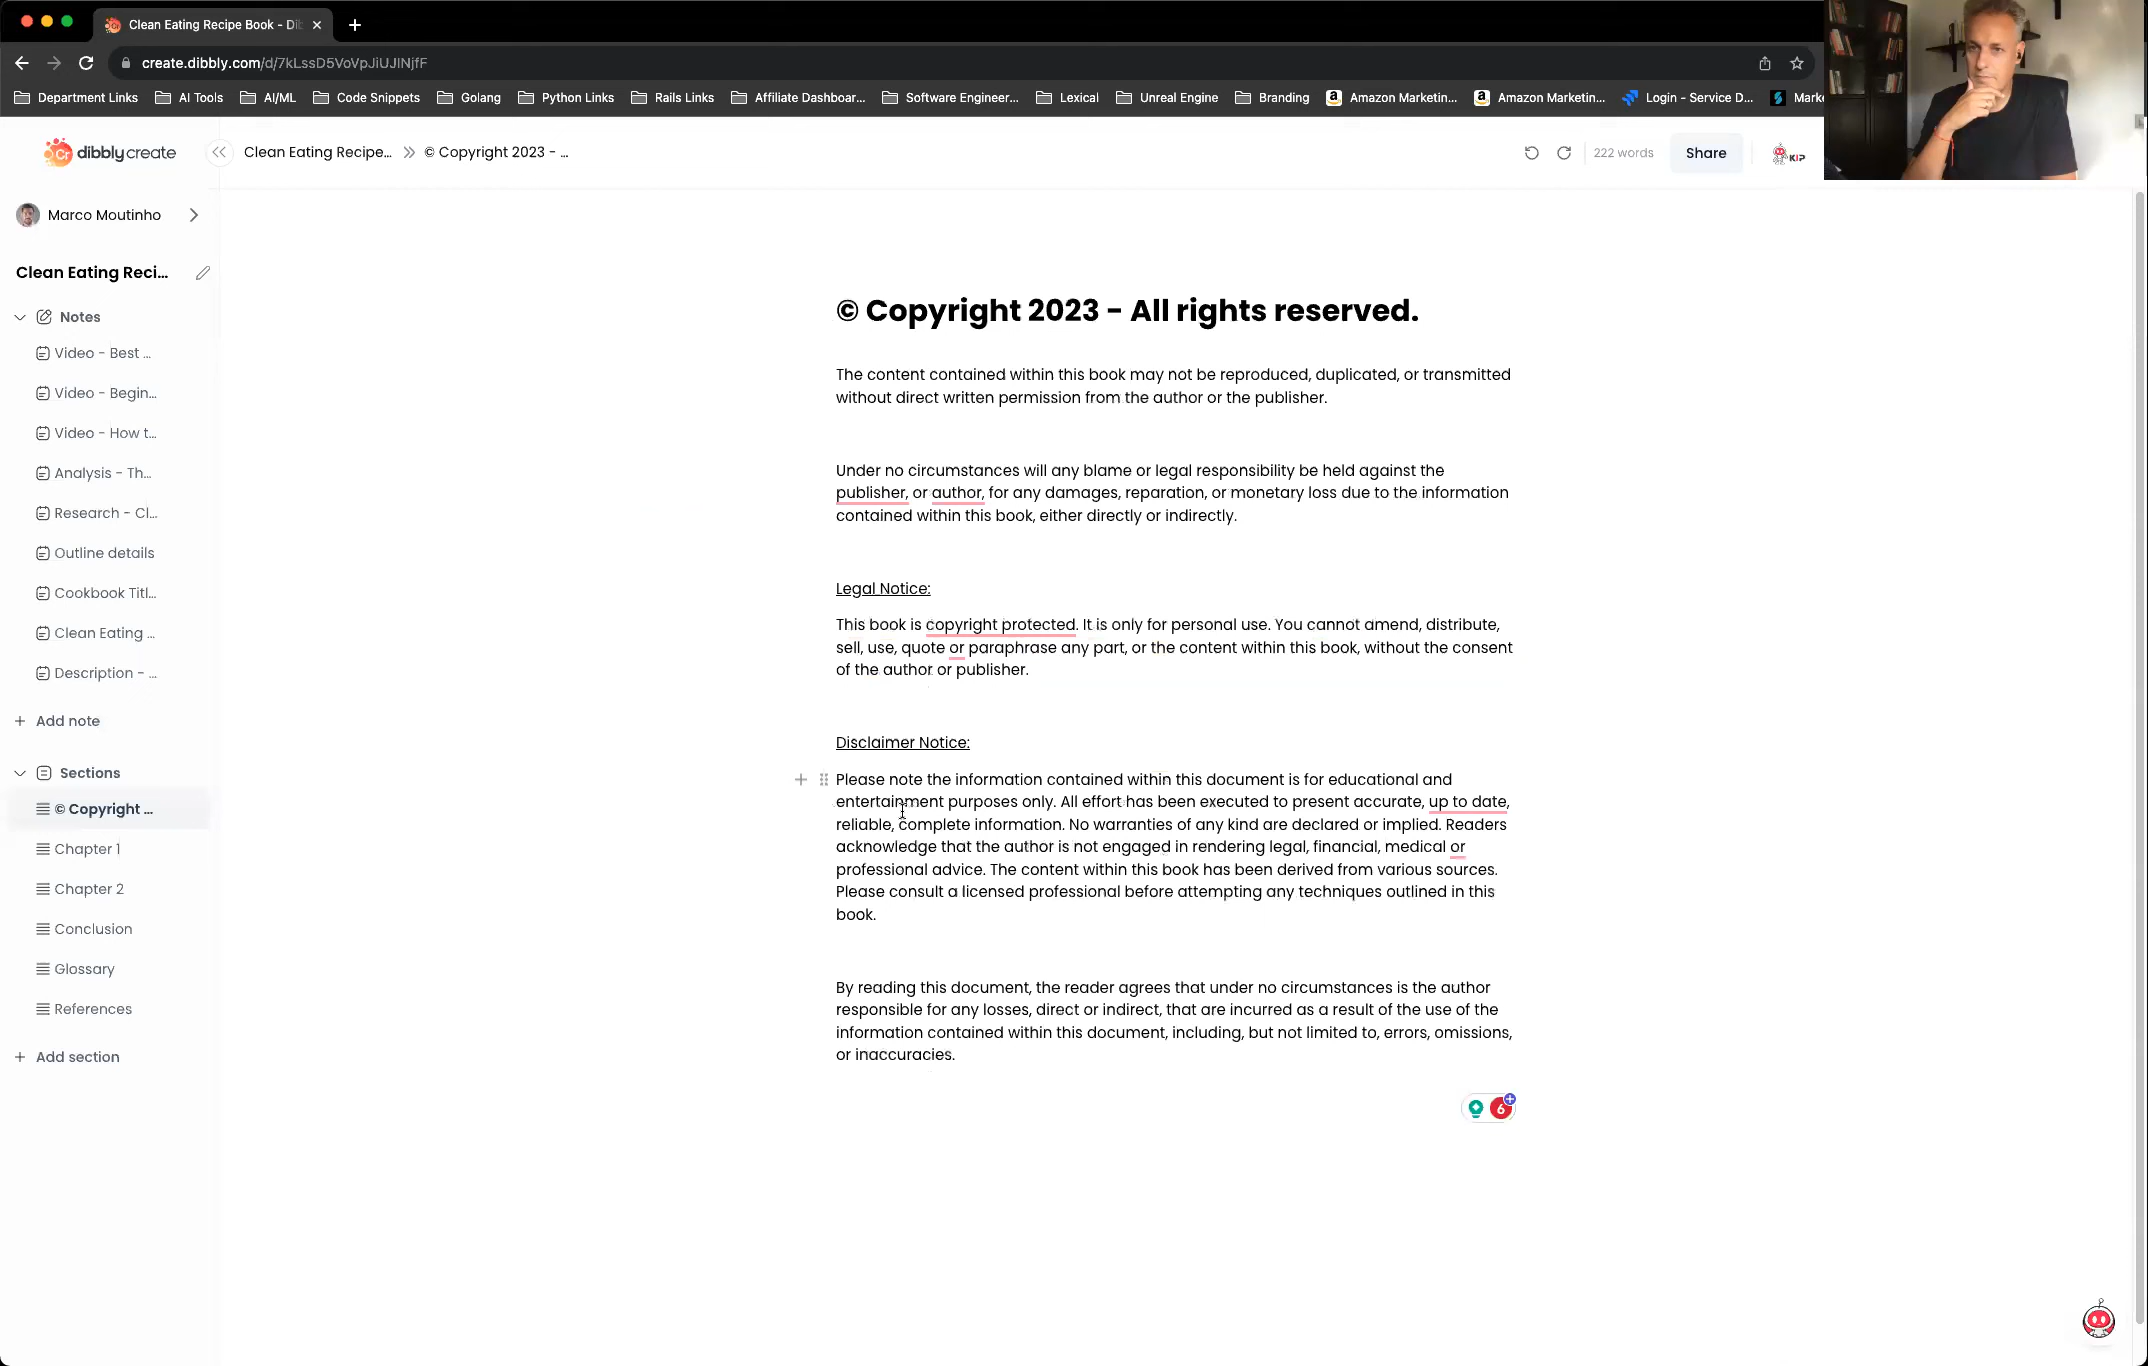 Clean Eating Recipe Book - Dib
create.dibbly.com/d/7kLssD5VoVpJiUJlNjfF
Department Links AI Tools AI/ML Code Snippets Golang Python Links Rails Links Affiliate Dashboar... Software Engineer... Lexical Unreal Engine Branding Amazon Marketin... Amazon Marketin... Login - Service D... Marke
Cr dibblycreate
Clean Eating Recipe... © Copyright 2023 - ...
222 words Share KIP
Marco Moutinho
Clean Eating Reci...
Notes
Video - Best ...
Video - Begin...
Video - How t...
Analysis - Th...
Research - Cl...
Outline details
Cookbook Titl...
Clean Eating ...
Description - ...
+ Add note
Sections
© Copyright ...
Chapter 1
Chapter 2
Conclusion
Glossary
References
+ Add section
© Copyright 2023 - All rights reserved.
The content contained within this book may not be reproduced, duplicated, or transmitted
without direct written permission from the author or the publisher.
Under no circumstances will any blame or legal responsibility be held against the
publisher, or author, for any damages, reparation, or monetary loss due to the information
contained within this book, either directly or indirectly.
Legal Notice:
This book is copyright protected. It is only for personal use. You cannot amend, distribute,
sell, use, quote or paraphrase any part, or the content within this book, without the consent
of the author or publisher.
Disclaimer Notice:
Please note the information contained within this document is for educational and
entertainment purposes only. All effort has been executed to present accurate, up to date,
reliable, complete information. No warranties of any kind are declared or implied. Readers
acknowledge that the author is not engaged in rendering legal, financial, medical or
professional advice. The content within this book has been derived from various sources.
Please consult a licensed professional before attempting any techniques outlined in this
book.
By reading this document, the reader agrees that under no circumstances is the author
responsible for any losses, direct or indirect, that are incurred as a result of the use of the
information contained within this document, including, but not limited to, errors, omissions,
or inaccuracies.
6